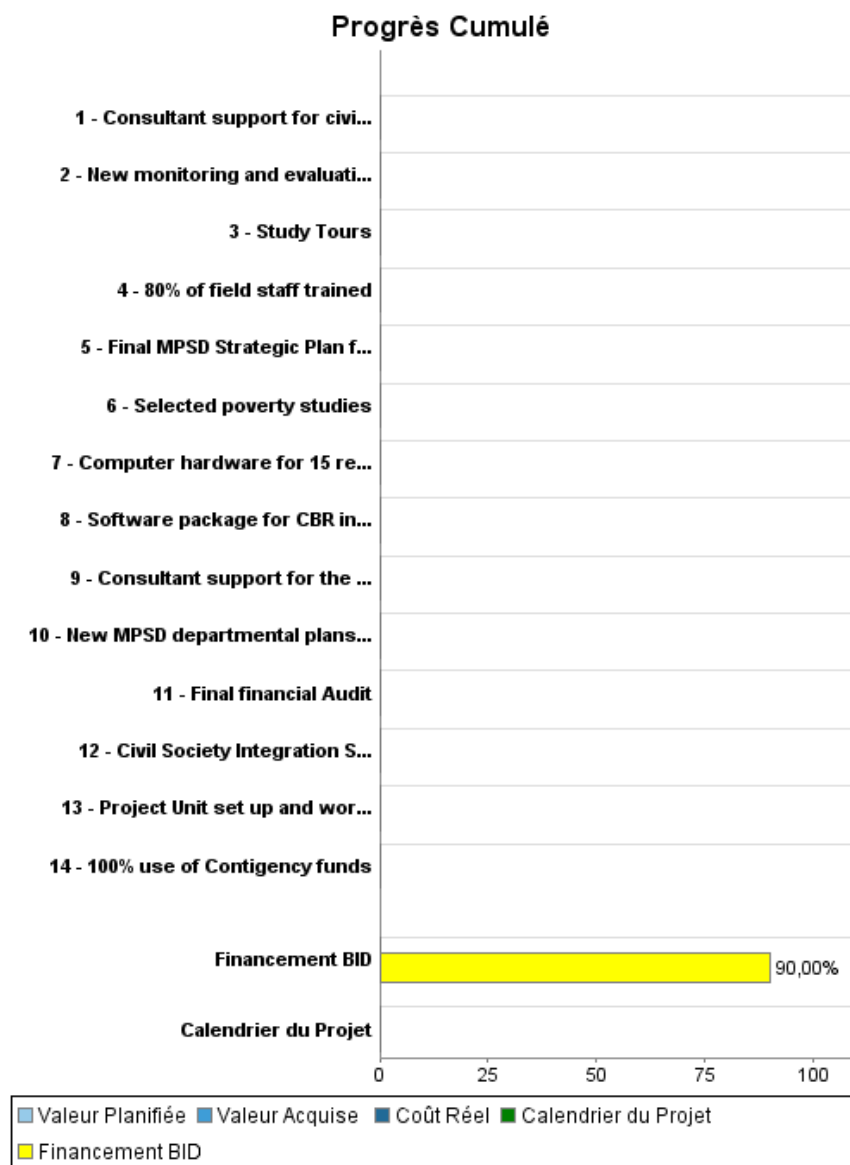 Progrès Cumulé
1 - Consultant support for civi...
2 - New monitoring and evaluati...
3 - Study Tours
4 - 80% of field staff trained
5 - Final MPSD Strategic Plan f...
6 - Selected poverty studies
7 - Computer hardware for 15 re...
8 - Software package for CBR in...
9 - Consultant support for the ...
10 - New MPSD departmental plans...
11 - Final financial Audit
12 - Civil Society Integration S...
13 - Project Unit set up and wor...
14 - 100% use of Contigency funds
Financement BID
90,00%
Calendrier du Projet
0 25 50 75 100
Valeur Planifiée Valeur Acquise Coût Réel Calendrier du Projet
Financement BID